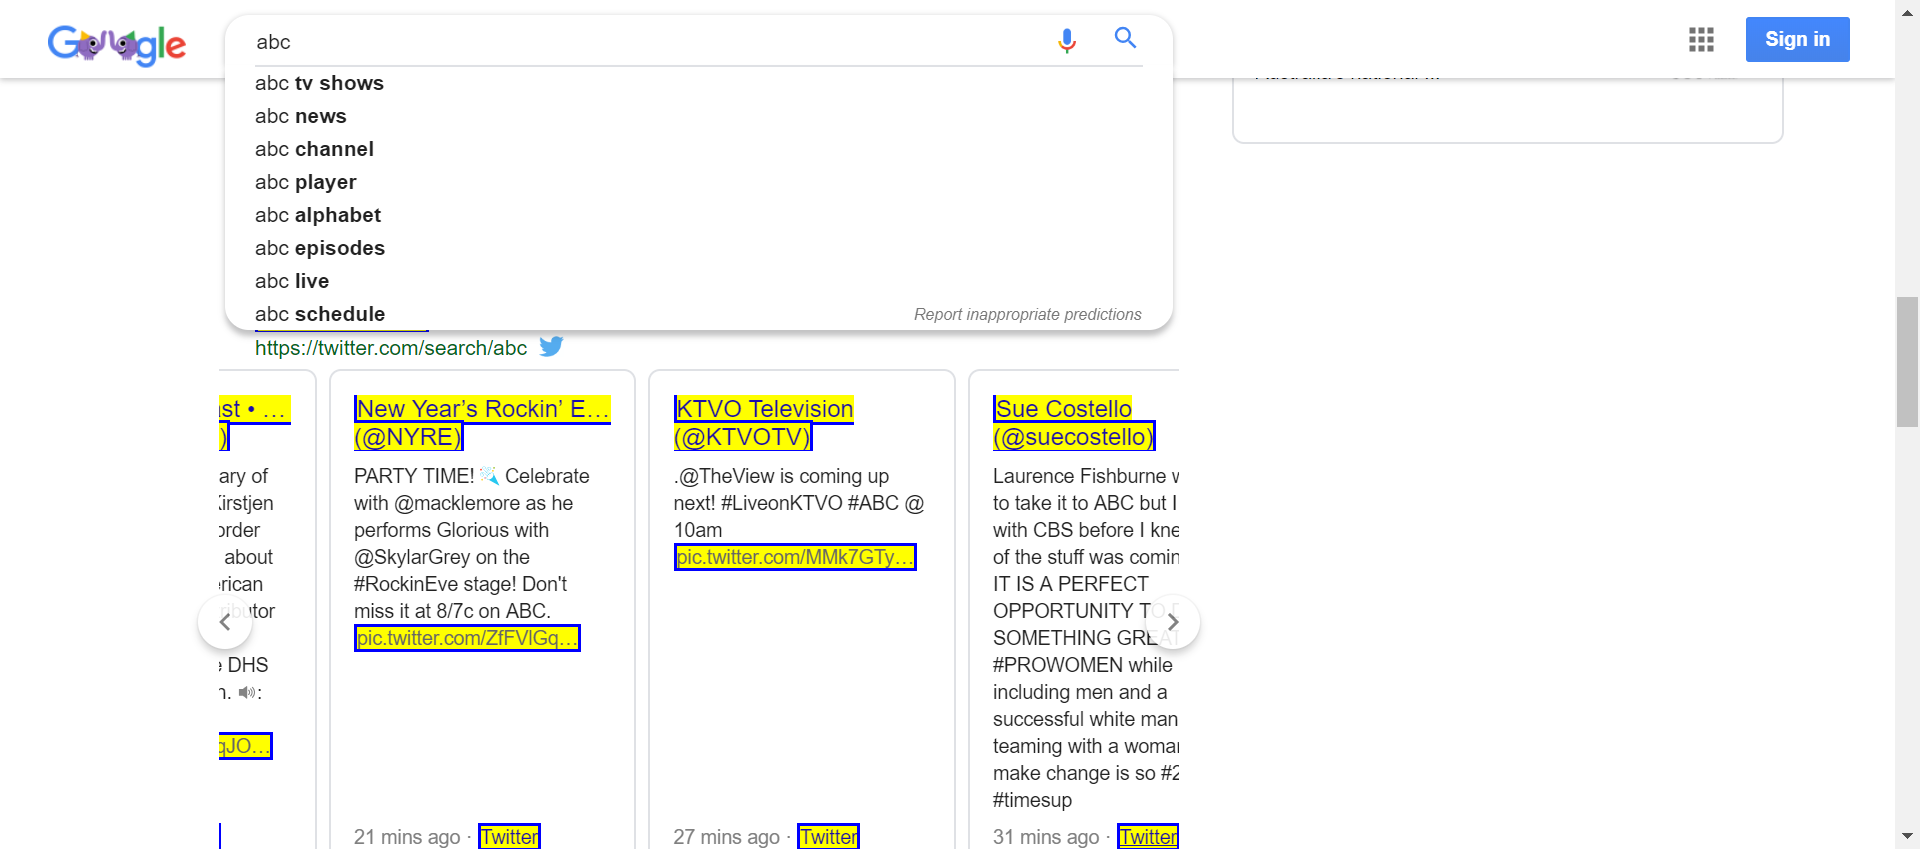 Google
abc
Sign in
abc tv shows
abc news
abc channel
abc player
abc alphabet
abc episodes
abc live
abc schedule
Report inappropriate predictions
https://twitter.com/search/abc
st • …
)
ary of
Kirstjen
order
about
erican
ributor
DHS
n. 🔊:
qJO…
New Year’s Rockin’ E…
(@NYRE)
PARTY TIME! 🎉 Celebrate
with @macklemore as he
performs Glorious with
@SkylarGrey on the
#RockinEve stage! Don't
miss it at 8/7c on ABC.
pic.twitter.com/ZfFVlGq…
21 mins ago · Twitter
KTVO Television
(@KTVOTV)
.@TheView is coming up
next! #LiveonKTVO #ABC @
10am
pic.twitter.com/MMk7GTy…
27 mins ago · Twitter
Sue Costello
(@suecostello)
Laurence Fishburne w
to take it to ABC but I
with CBS before I kne
of the stuff was comin
IT IS A PERFECT
OPPORTUNITY TO
SOMETHING GREAT
#PROWOMEN while
including men and a
successful white man
teaming with a woman
make change is so #2
#timesup
31 mins ago · Twitter